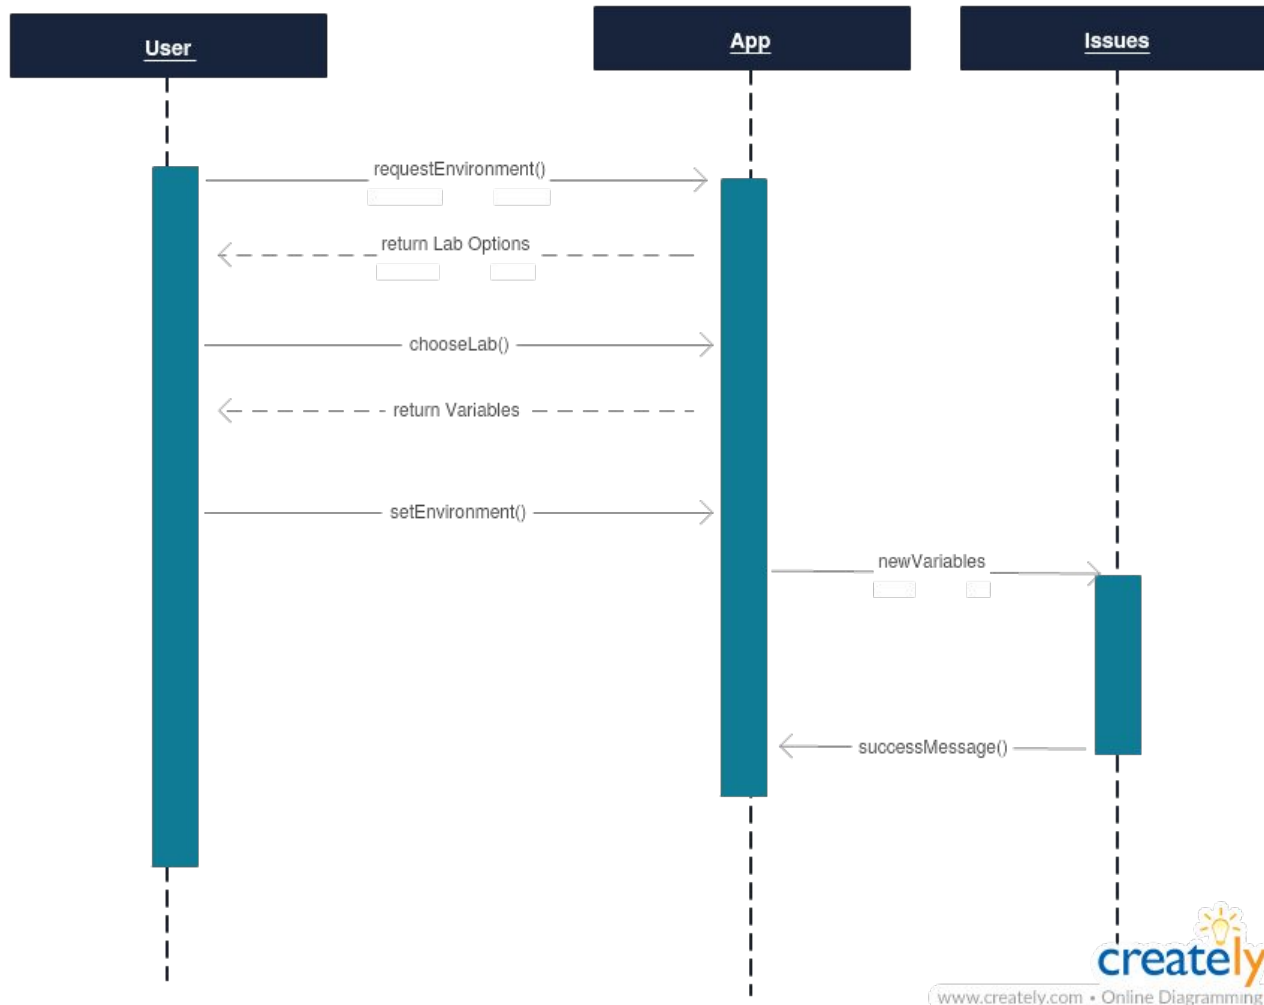 User
App
Issues
requestEnvironment()
return Lab Options
chooseLab()
return Variables
setEnvironment()
newVariables
successMessage()
creately
www.creately.com • Online Diagramming